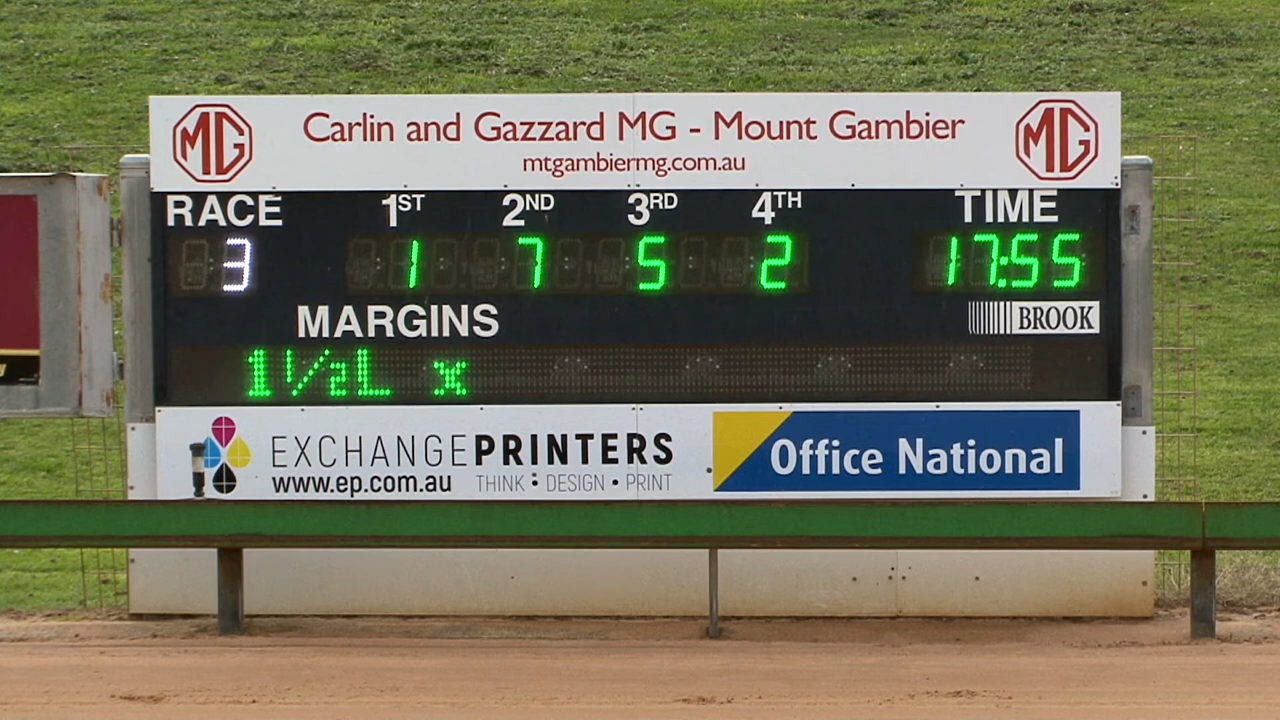 MG Carlin and Gazzard MG - Mount Gambier MG
mtgambiermg.com.au
RACE 1ST 2ND 3RD 4TH TIME
3 1 7 5 2 17:55
MARGINS BROOK
1½L x
EXCHANGEPRINTERS Office National
www.ep.com.au THINK • DESIGN • PRINT